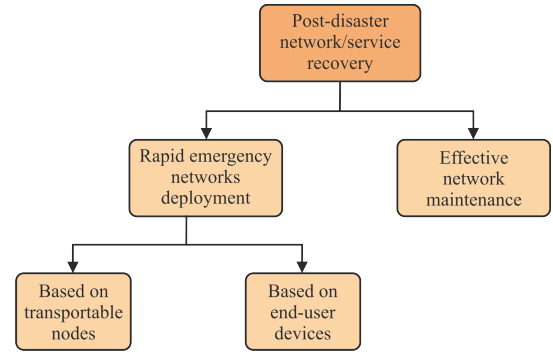 Post-disaster
network/service
recovery
Rapid emergency
networks
deployment
Effective
network
maintenance
Based on
transportable
nodes
Based on
end-user
devices